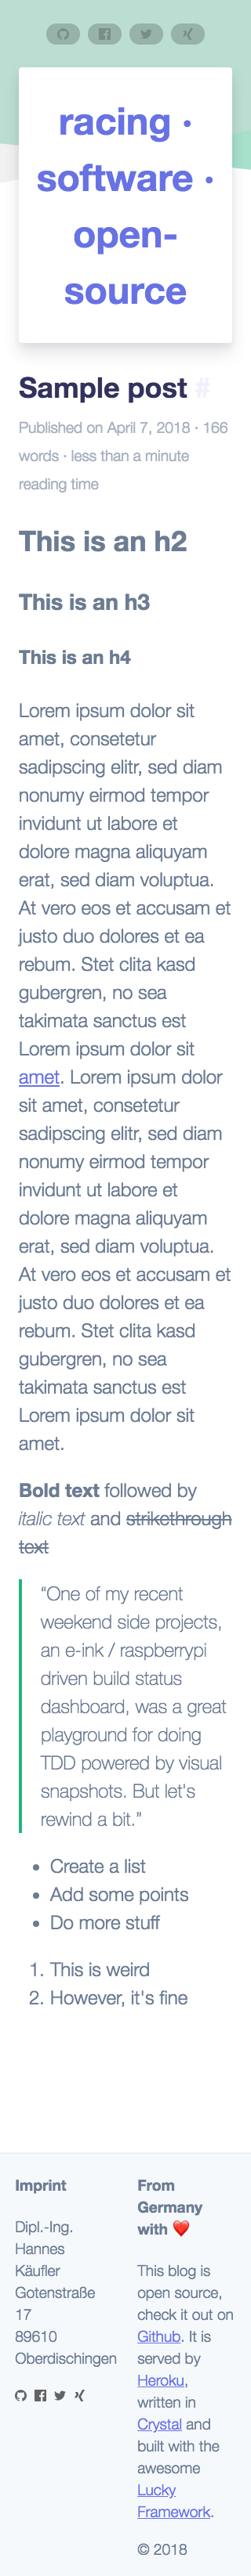 racing ·
software ·
open-
source
Sample post #
Published on April 7, 2018 · 166
words · less than a minute
reading time
This is an h2
This is an h3
This is an h4
Lorem ipsum dolor sit
amet, consetetur
sadipscing elitr, sed diam
nonumy eirmod tempor
invidunt ut labore et
dolore magna aliquyam
erat, sed diam voluptua.
At vero eos et accusam et
justo duo dolores et ea
rebum. Stet clita kasd
gubergren, no sea
takimata sanctus est
Lorem ipsum dolor sit
amet. Lorem ipsum dolor
sit amet, consetetur
sadipscing elitr, sed diam
nonumy eirmod tempor
invidunt ut labore et
dolore magna aliquyam
erat, sed diam voluptua.
At vero eos et accusam et
justo duo dolores et ea
rebum. Stet clita kasd
gubergren, no sea
takimata sanctus est
Lorem ipsum dolor sit
amet.
Bold text followed by
italic text and strikethrough
text
“One of my recent
weekend side projects,
an e-ink / raspberrypi
driven build status
dashboard, was a great
playground for doing
TDD powered by visual
snapshots. But let's
rewind a bit.”
• Create a list
• Add some points
• Do more stuff
1. This is weird
2. However, it's fine
Imprint
Dipl.-Ing.
Hannes
Käufler
Gotenstraße
17
89610
Oberdischingen
From
Germany
with ❤️
This blog is
open source,
check it out on
Github. It is
served by
Heroku,
written in
Crystal and
built with the
awesome
Lucky
Framework.
© 2018